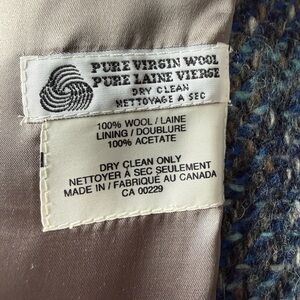 PURE VIRGIN WOOL
PURE LAINE VIERGE
DRY CLEAN
NETTOYAGE A SEC
100% WOOL / LAINE
LINING / DOUBLURE
100% ACETATE
DRY CLEAN ONLY
NETTOYER A SEC SEULEMENT
MADE IN / FABRIQUÉ AU CANADA
CA 00229